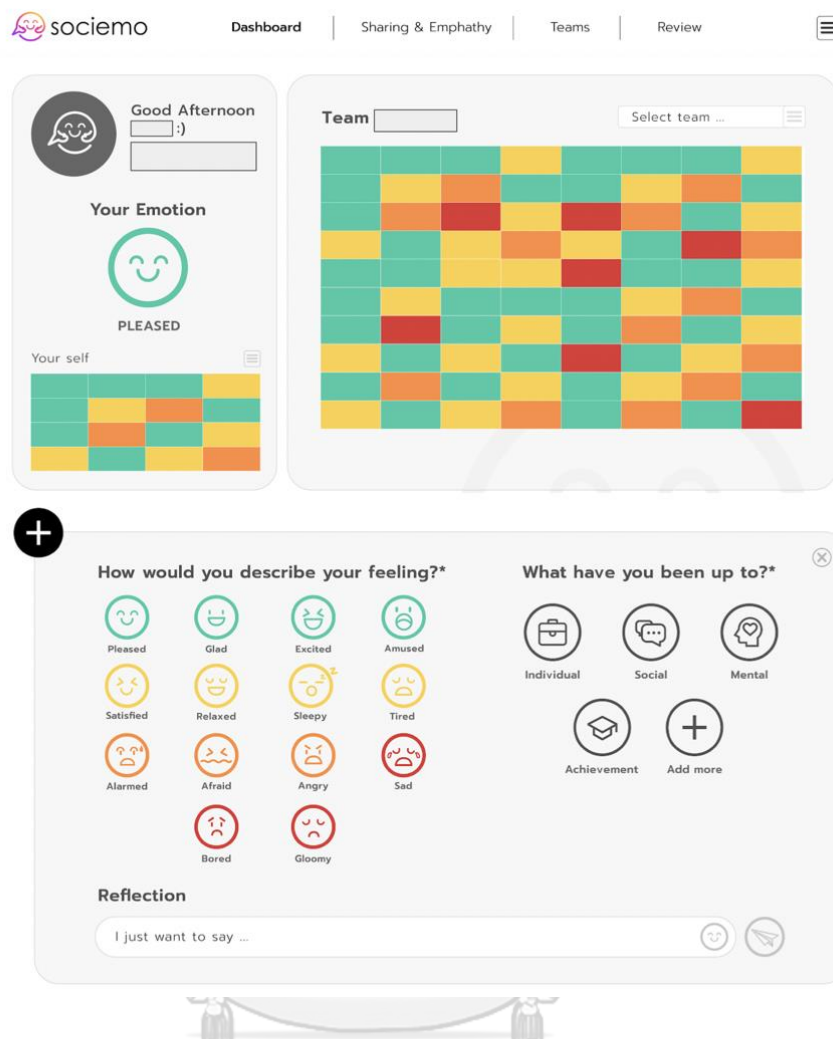 sociemo
Dashboard
Sharing & Emphathy
Teams
Review
Good Afternoon
:)
Your Emotion
PLEASED
Your self
Team
Select team ...
How would you describe your feeling?*
Pleased
Glad
Excited
Amused
Satisfied
Relaxed
Sleepy
Tired
Alarmed
Afraid
Angry
Sad
Bored
Gloomy
What have you been up to?*
Individual
Social
Mental
Achievement
Add more
Reflection
I just want to say ...